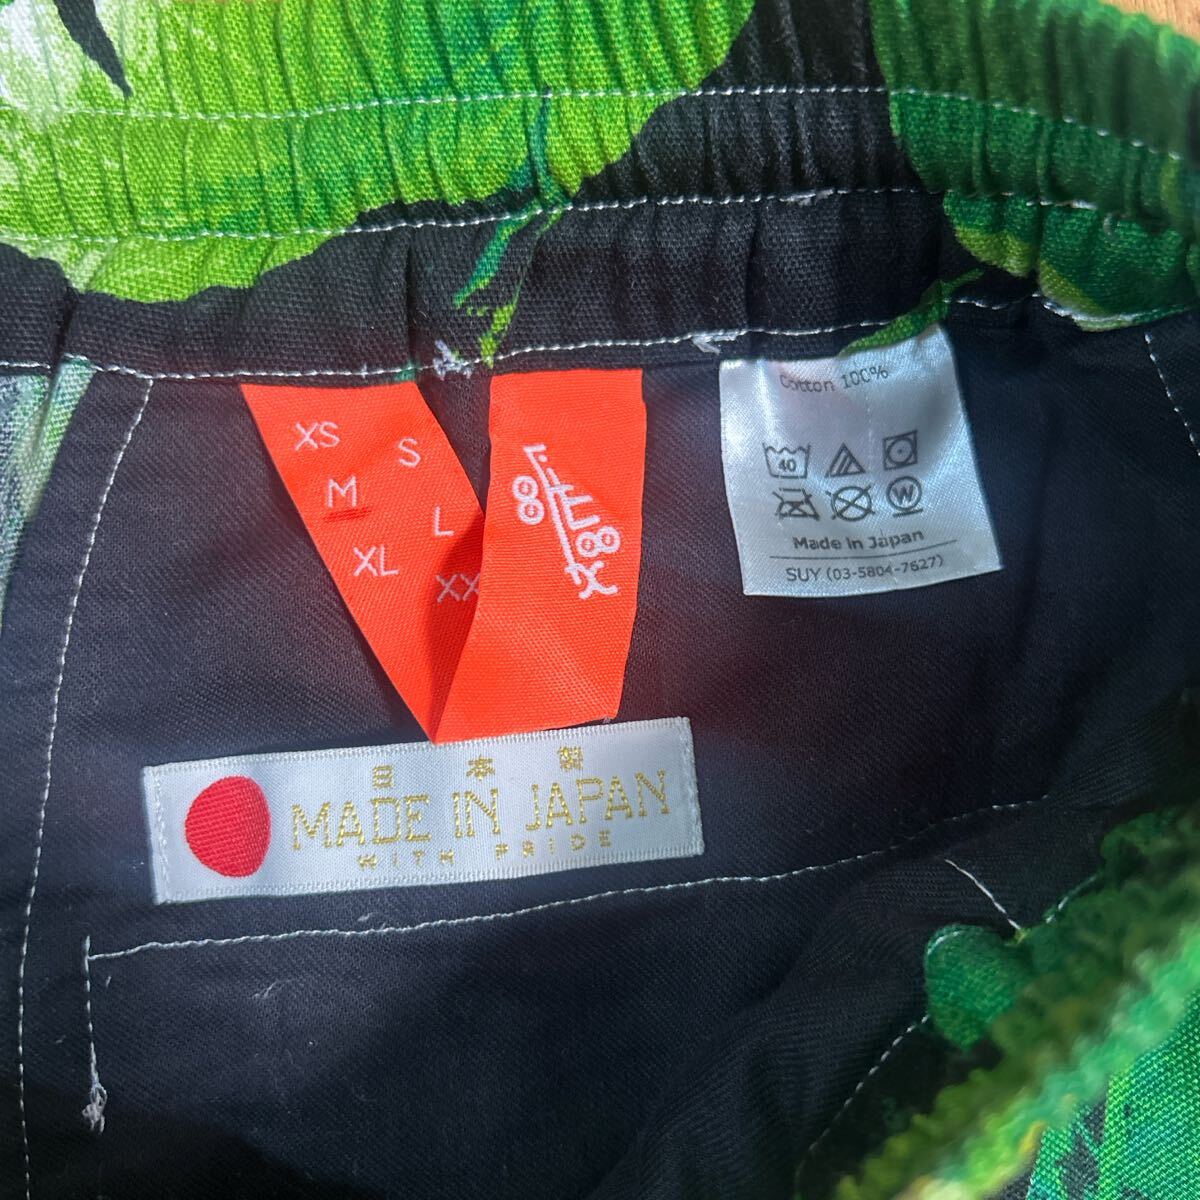 XS
S
M
L
XL
XX
Cotton 100%
40
W
Made in Japan
SUY (03-5804-7627)
日本製
MADE IN JAPAN
WITH PRIDE